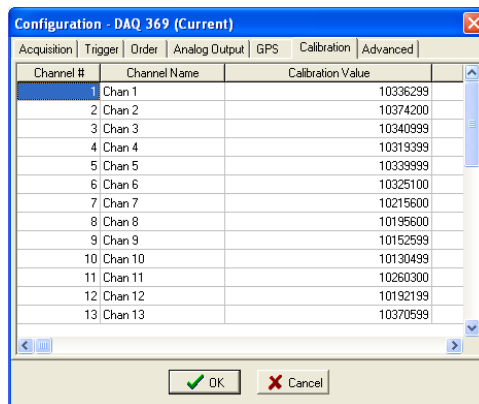 Configuration - DAQ 369 (Current)
Acquisition Trigger Order Analog Output GPS Calibration Advanced
Channel # Channel Name Calibration Value
1 Chan 1 10336299
2 Chan 2 10374200
3 Chan 3 10340999
4 Chan 4 10319399
5 Chan 5 10339999
6 Chan 6 10325100
7 Chan 7 10215600
8 Chan 8 10195600
9 Chan 9 10152599
10 Chan 10 10130499
11 Chan 11 10260300
12 Chan 12 10192199
13 Chan 13 10370599
OK Cancel